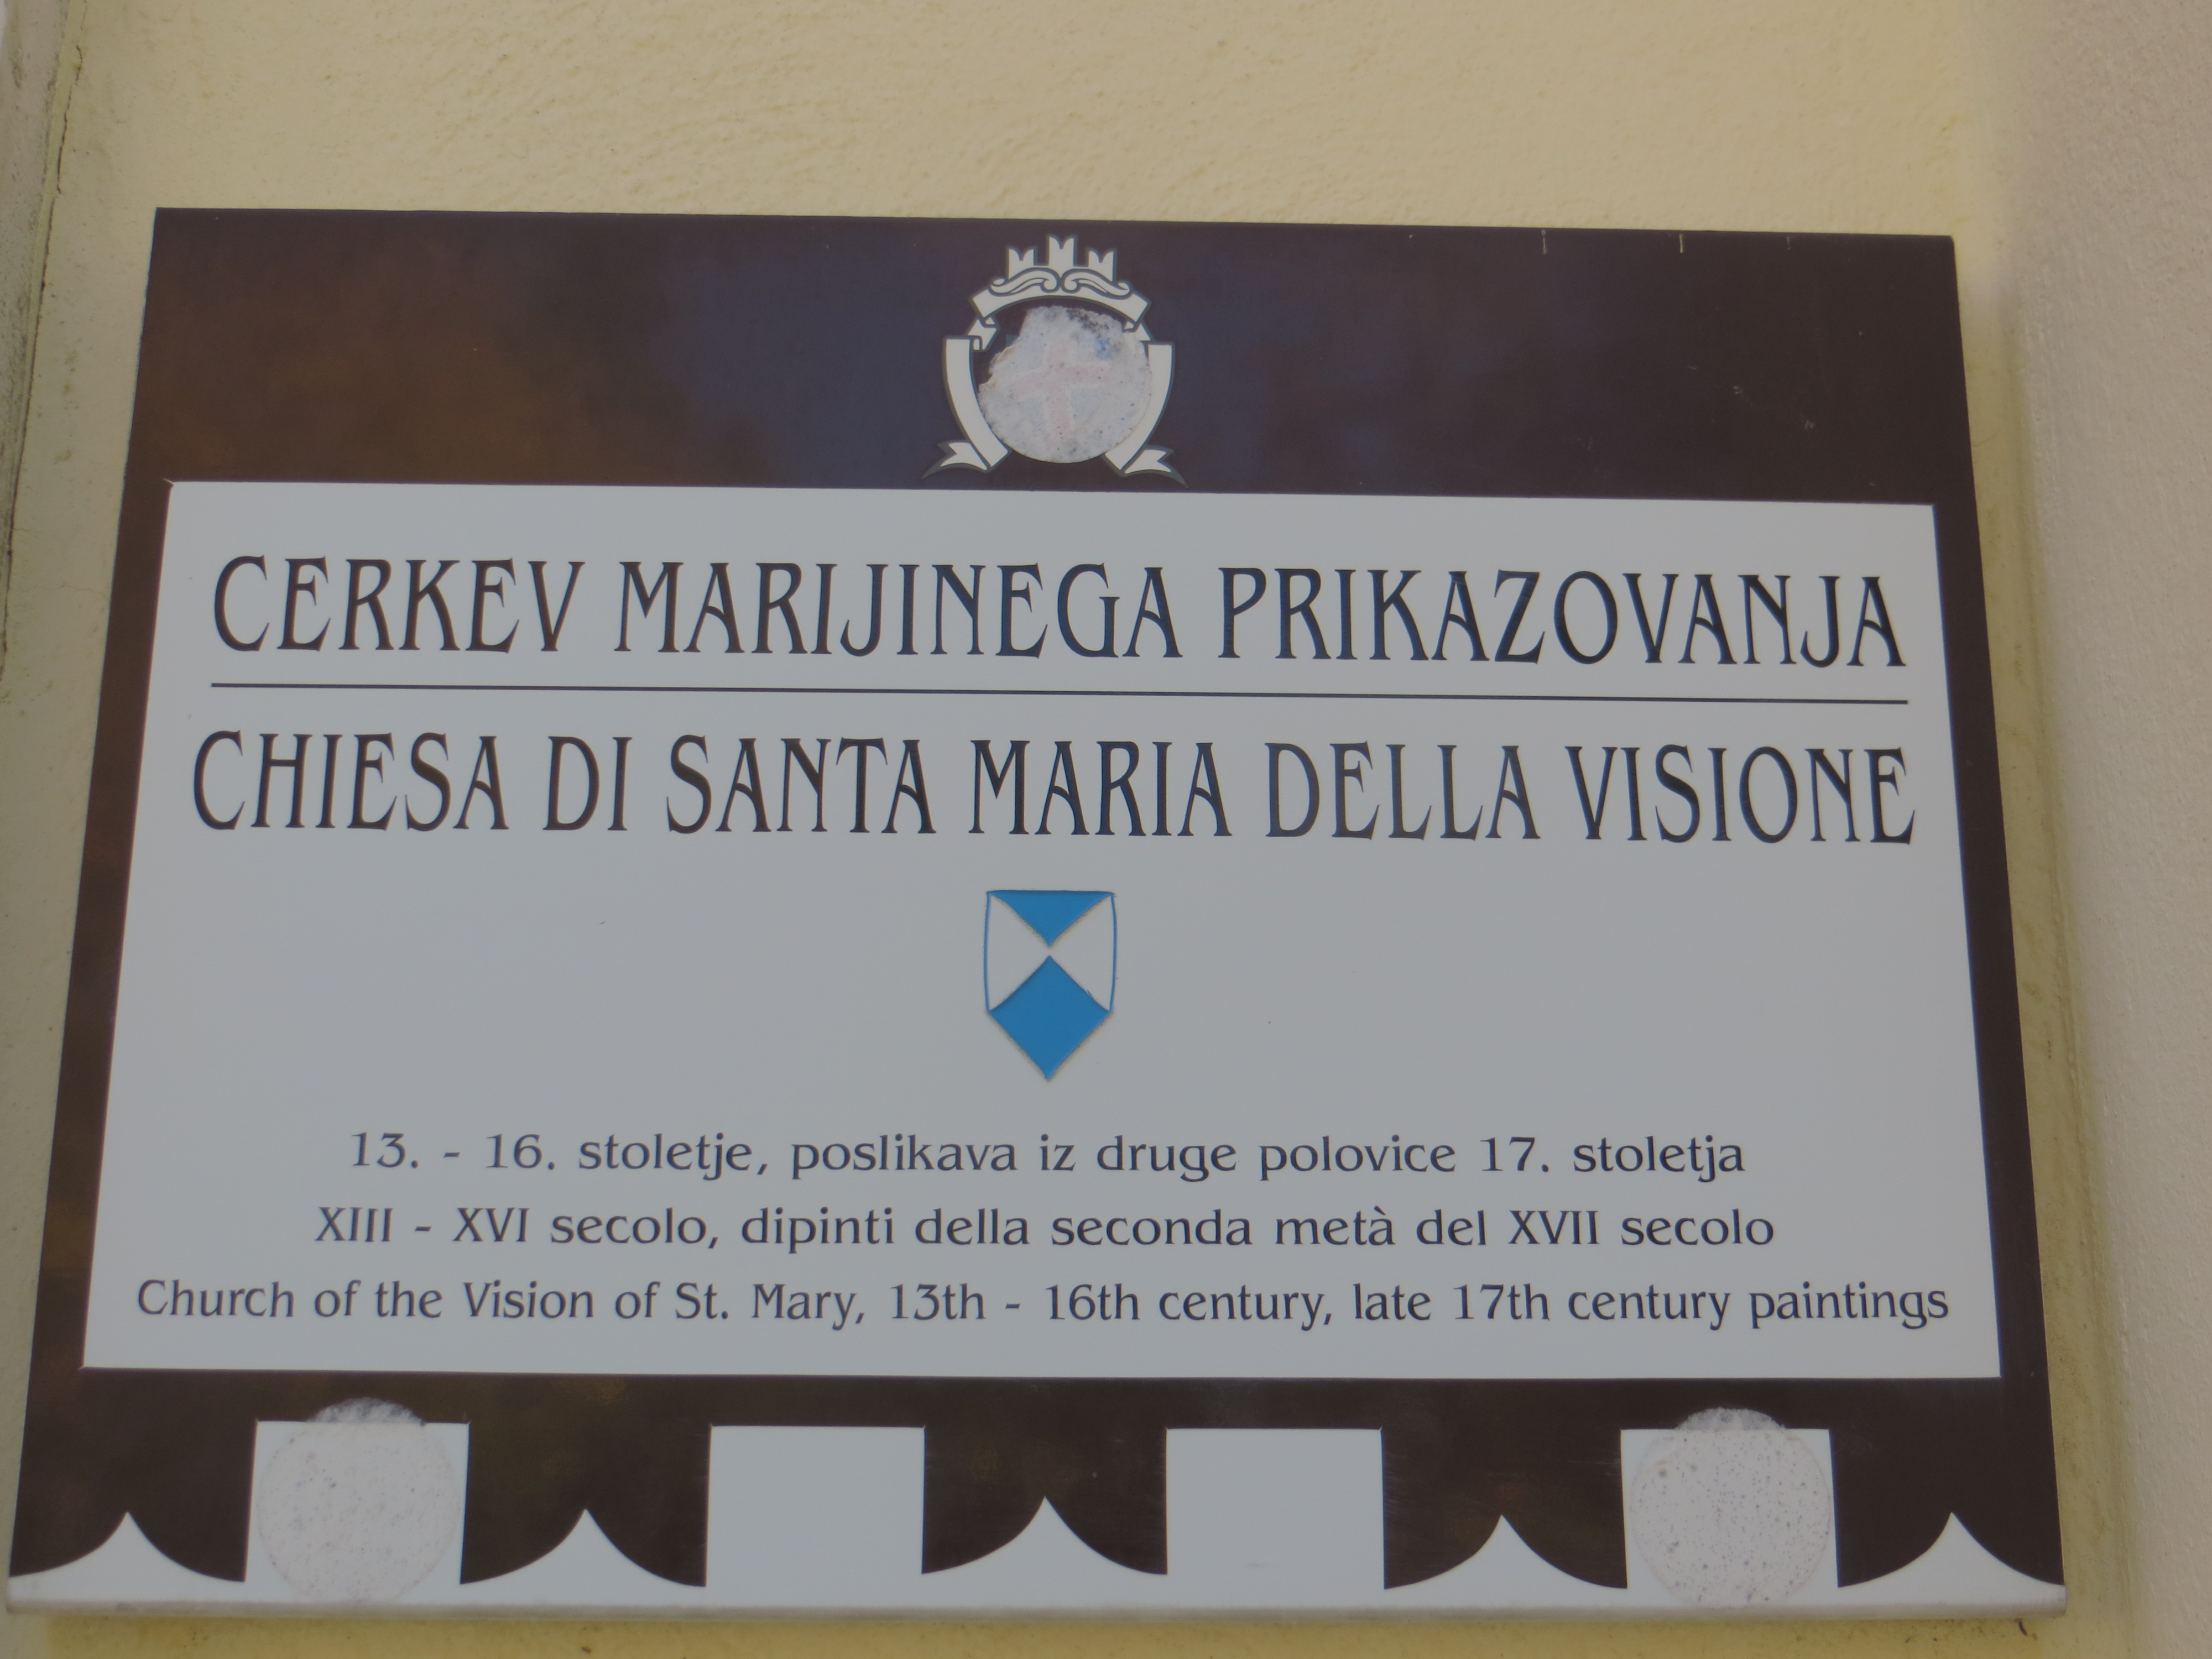 CERKEV MARIJINEGA PRIKAZOVANJA
CHIESA DI SANTA MARIA DELLA VISIONE
13. - 16. stoletje, poslikava iz druge polovice 17. stoletja
XIII - XVI secolo, dipinti della seconda metà del XVII secolo
Church of the Vision of St. Mary, 13th - 16th century, late 17th century paintings